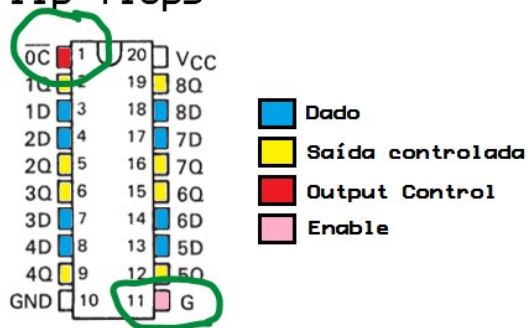 Flip-Flops
OC 1 20 VCC
1Q 2 19 8Q
1D 3 18 8D
2D 4 17 7D
2Q 5 16 7Q
3Q 6 15 6Q
3D 7 14 6D
4D 8 13 5D
4Q 9 12 5Q
GND 10 11 G
Dado
Saída controlada
Output Control
Enable